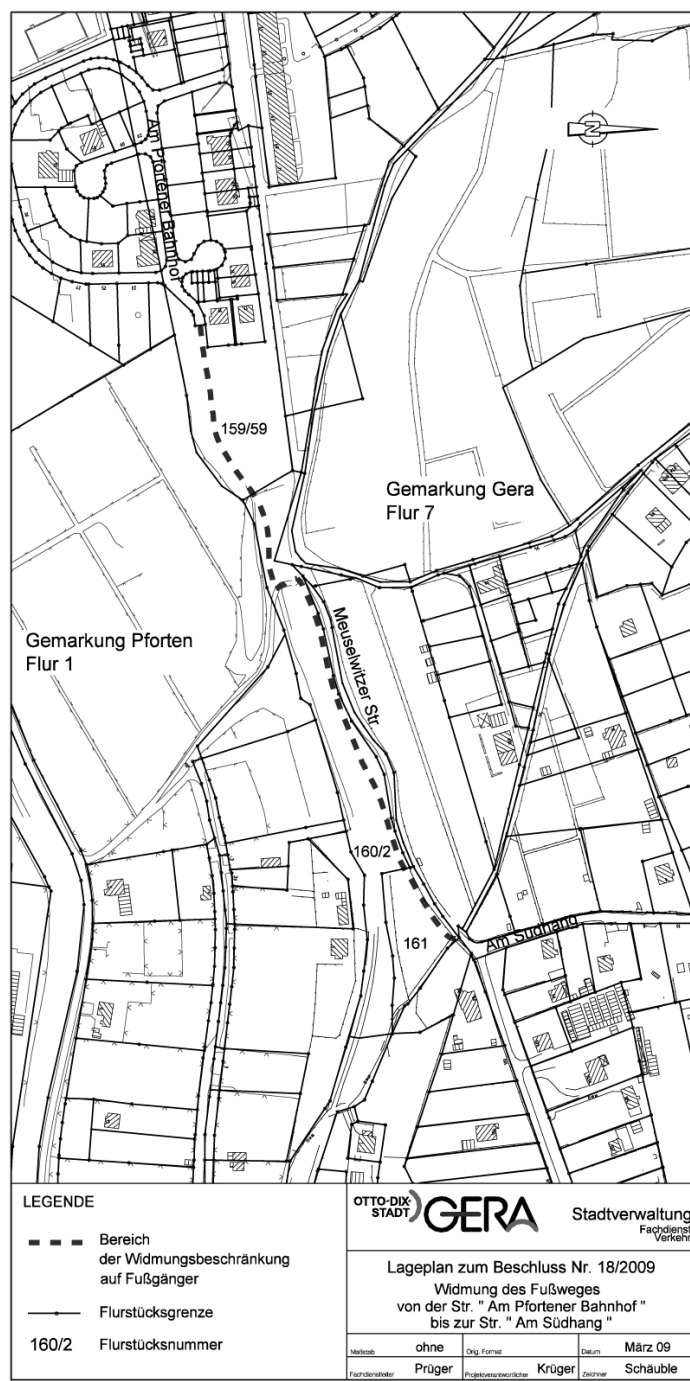 Am Pfortener Bahnhof
N
159/59
Gemarkung Gera
Flur 7
Gemarkung Pforten
Flur 1
Meuselwitzer Str
160/2
161
Am Südhang
LEGENDE
Bereich
der Widmungsbeschränkung
auf Fußgänger
Flurstücksgrenze
160/2 Flurstücksnummer
OTTO-DIX-
STADT
GERA
Stadtverwaltung
Fachdienst
Verkehr
Lageplan zum Beschluss Nr. 18/2009
Widmung des Fußweges
von der Str. " Am Pfortener Bahnhof "
bis zur Str. " Am Südhang "
Maßstab ohne Orig. Format Datum März 09
Fachdienstleiter Prüger Projektverantwortlicher Krüger Zeichner Schäuble